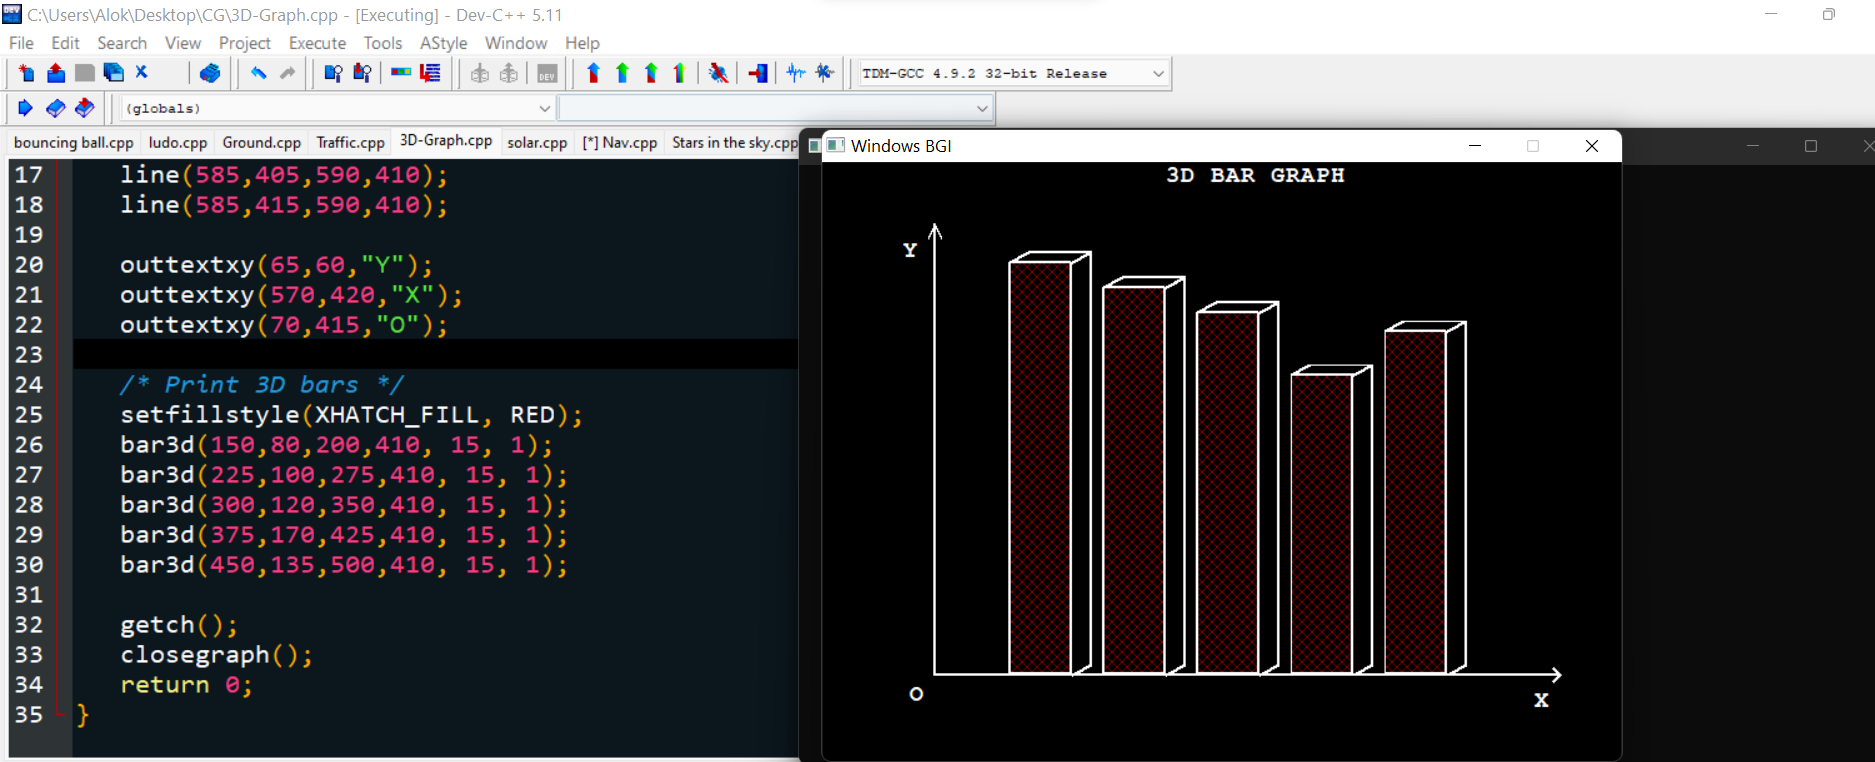 C:\Users\Alok\Desktop\CG\3D-Graph.cpp - [Executing] - Dev-C++ 5.11
File Edit Search View Project Execute Tools AStyle Window Help
TDM-GCC 4.9.2 32-bit Release
(globals)
bouncing ball.cpp ludo.cpp Ground.cpp Traffic.cpp 3D-Graph.cpp solar.cpp [*] Nav.cpp Stars in the sky.cpp
17 line(585,405,590,410);
18 line(585,415,590,410);
19
20 outtextxy(65,60,"Y");
21 outtextxy(570,420,"X");
22 outtextxy(70,415,"O");
23
24 /* Print 3D bars */
25 setfillstyle(XHATCH_FILL, RED);
26 bar3d(150,80,200,410, 15, 1);
27 bar3d(225,100,275,410, 15, 1);
28 bar3d(300,120,350,410, 15, 1);
29 bar3d(375,170,425,410, 15, 1);
30 bar3d(450,135,500,410, 15, 1);
31
32 getch();
33 closegraph();
34 return 0;
35 }
Windows BGI
3D BAR GRAPH
Y
O
X